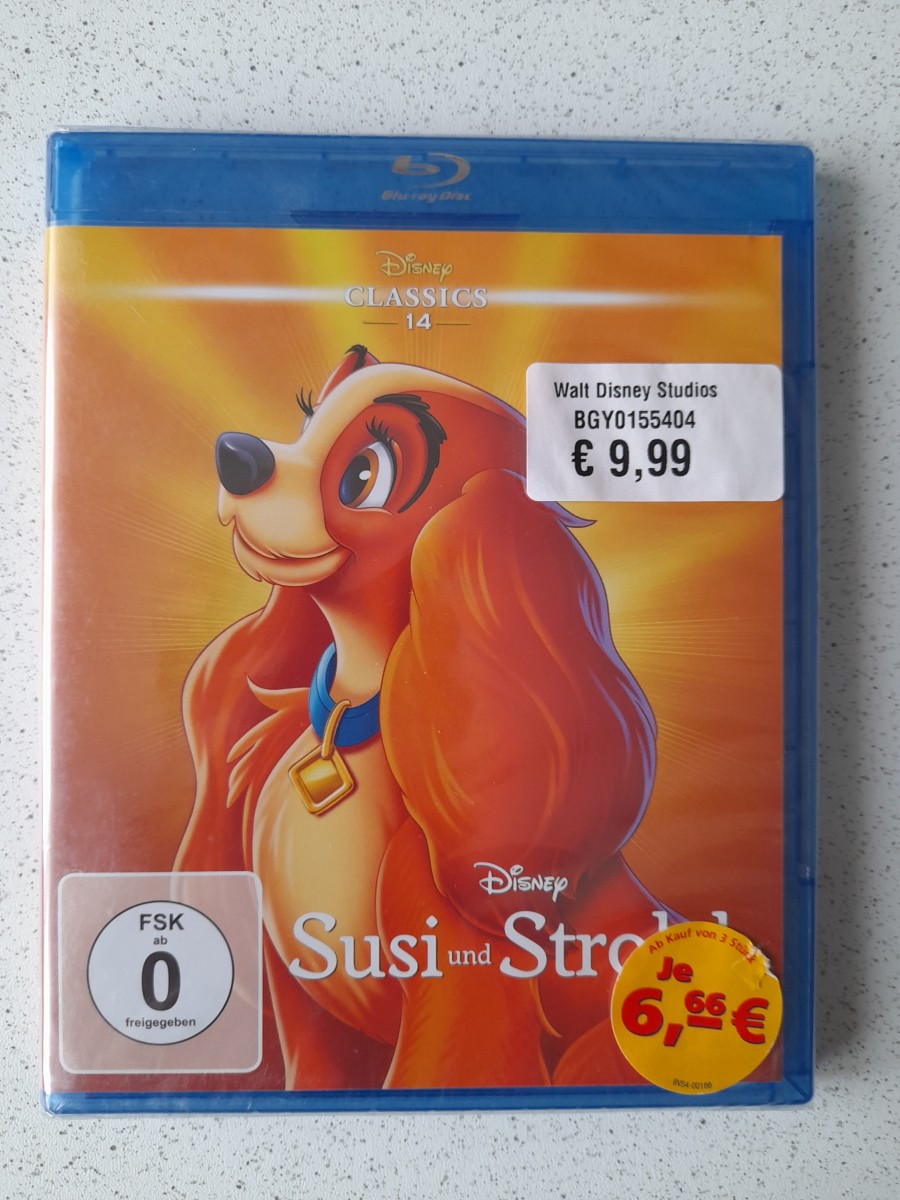 Blu-ray Disc
Disney
CLASSICS
14
Walt Disney Studios
BGY0155404
€ 9,99
Disney
Susi und
FSK
ab
0
freigegeben
Ab Kauf von 3
Je
6,66 €